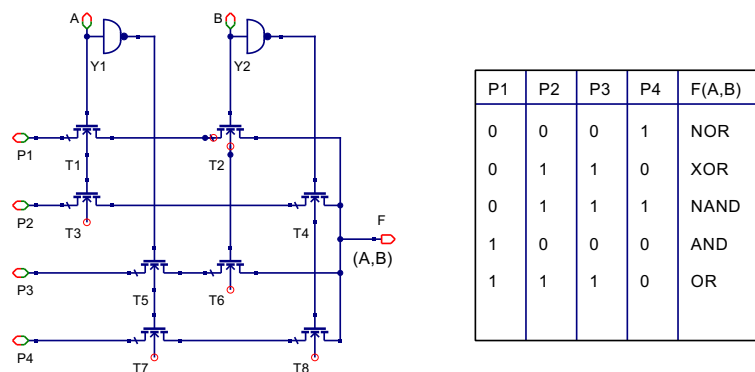 A
B
Y1
Y2
P1
T1
T2
P2
T3
T4
F
(A,B)
P3
T5
T6
P4
T7
T8
P1 P2 P3 P4 F(A,B)
0 0 0 1 NOR
0 1 1 0 XOR
0 1 1 1 NAND
1 0 0 0 AND
1 1 1 0 OR